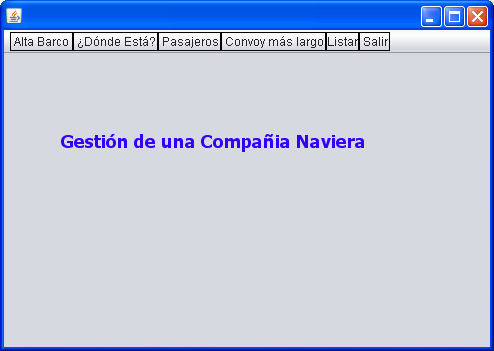 Alta Barco ¿Dónde Está? Pasajeros Convoy más largo Listar Salir
Gestión de una Compañia Naviera